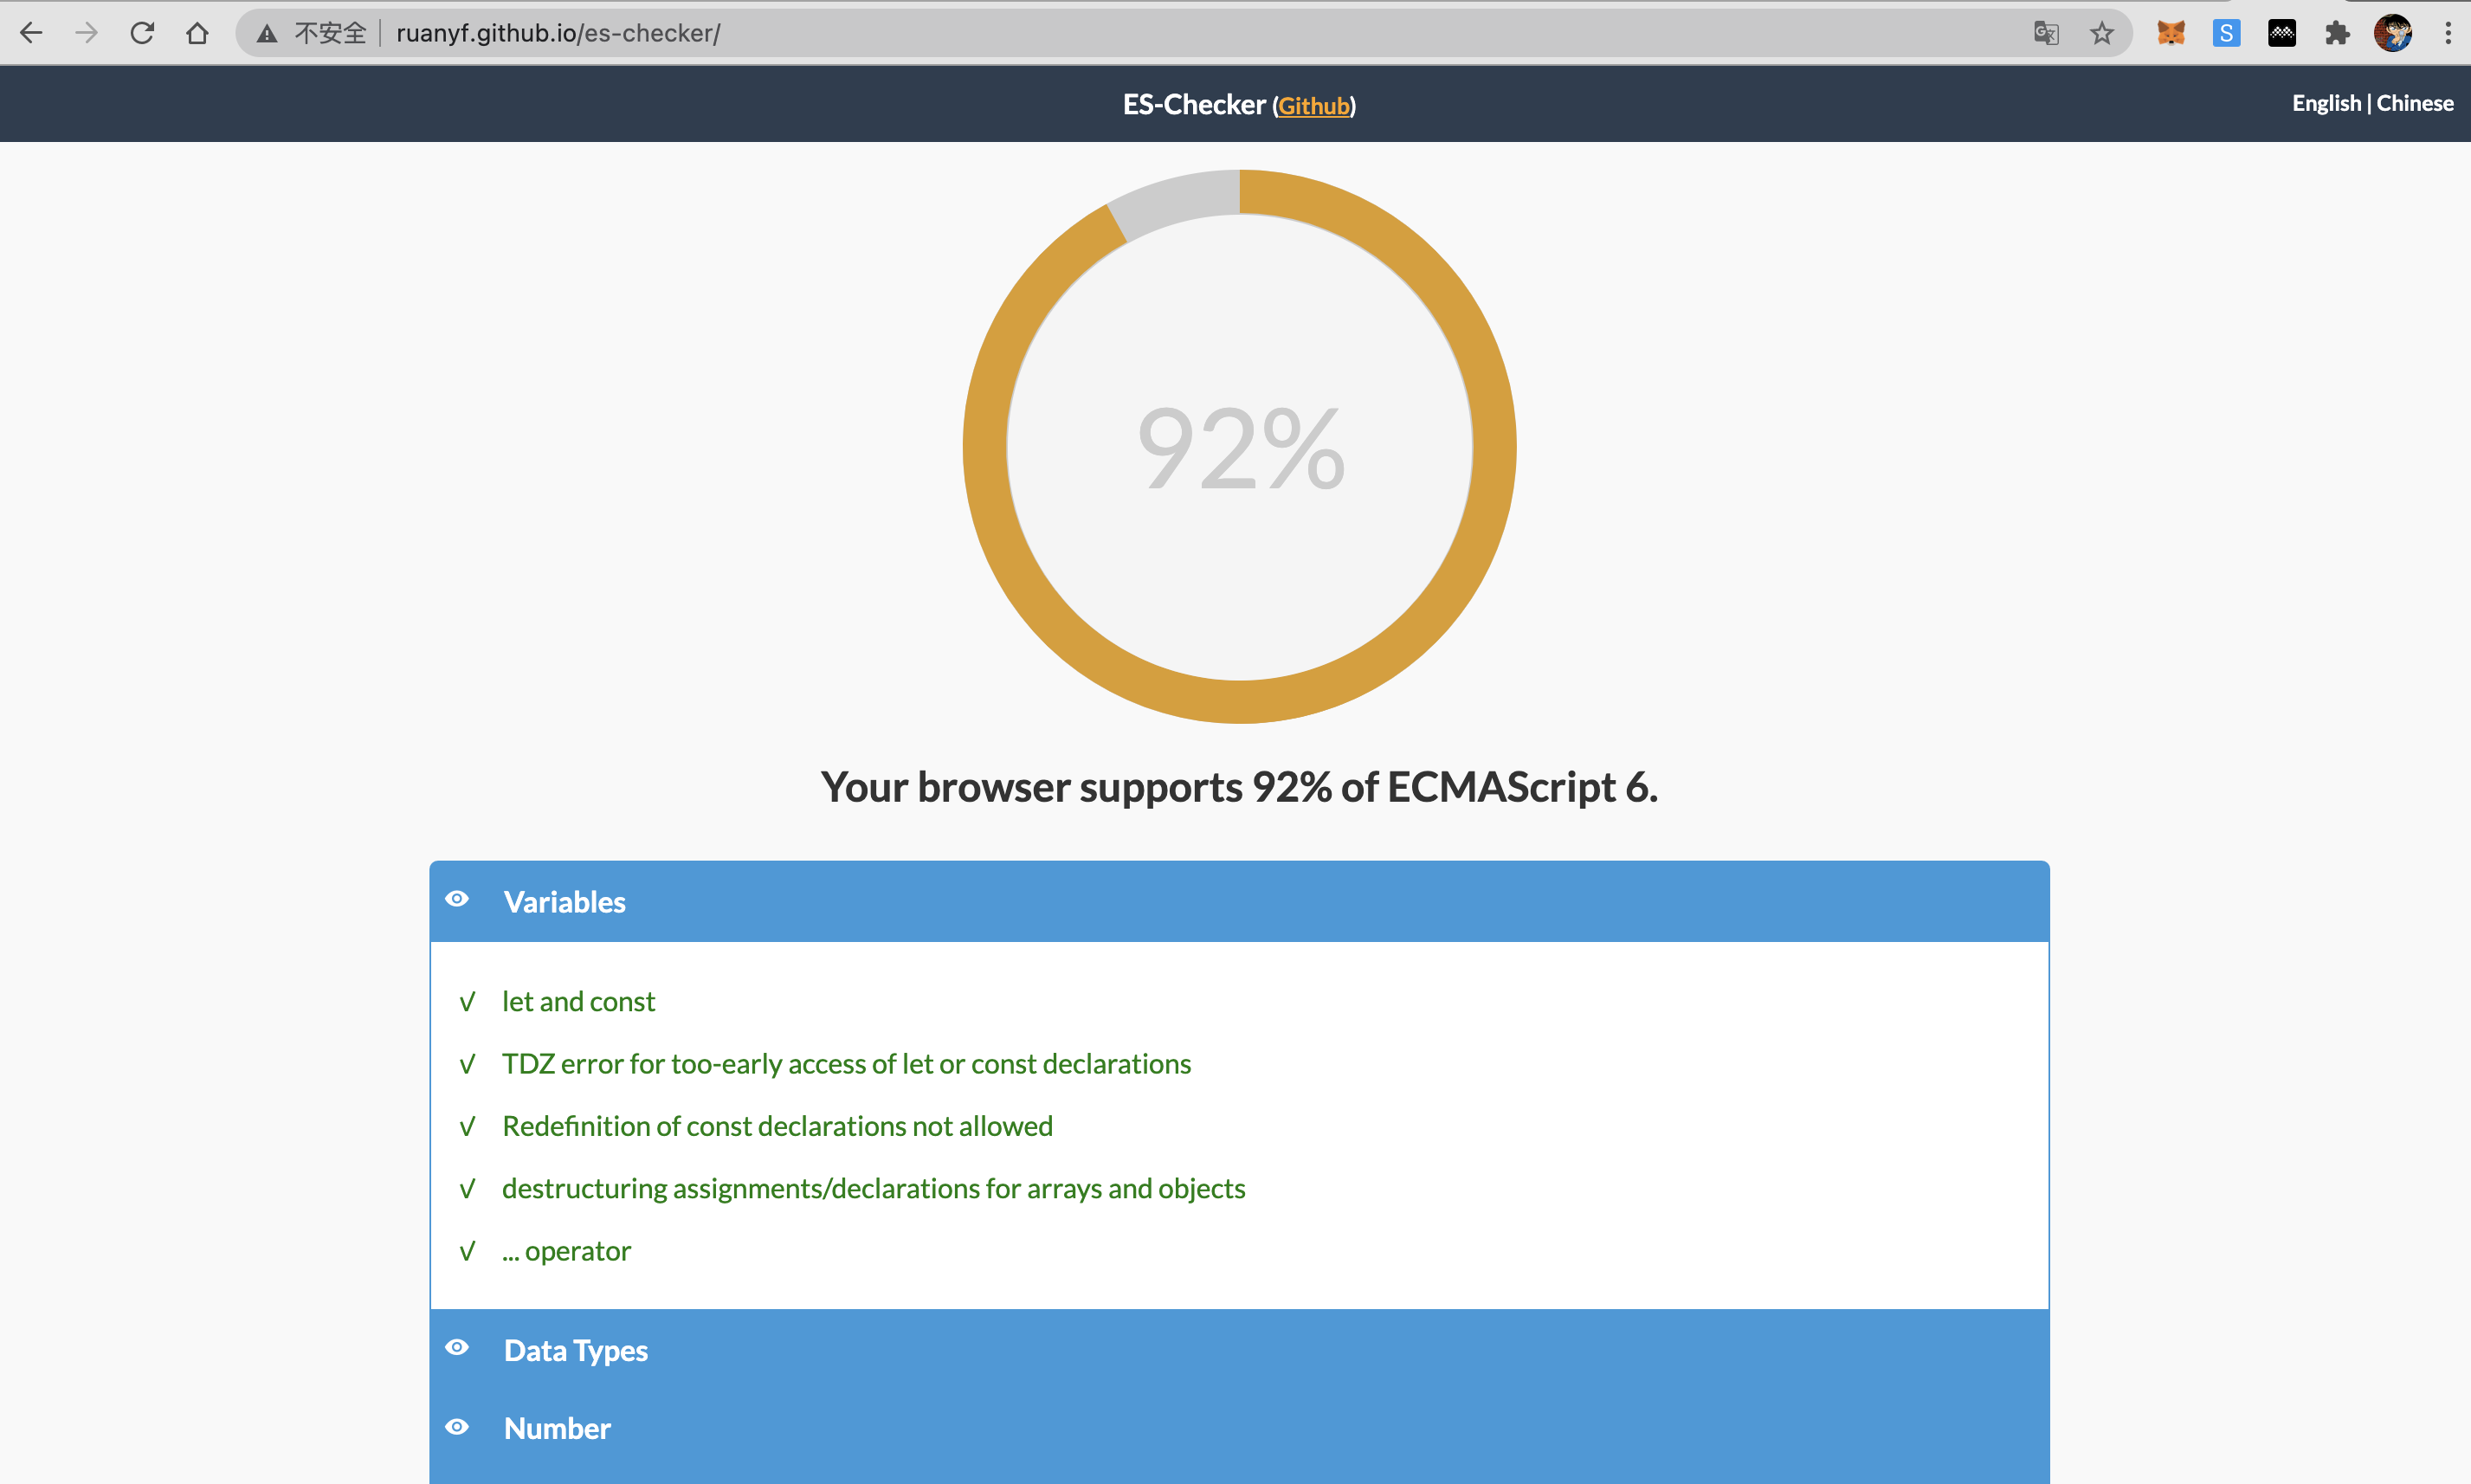 不安全 ruanyf.github.io/es-checker/ S
ES-Checker (Github)
English | Chinese
92%
Your browser supports 92% of ECMAScript 6.
Variables
√ let and const
√ TDZ error for too-early access of let or const declarations
√ Redefinition of const declarations not allowed
√ destructuring assignments/declarations for arrays and objects
√ ... operator
Data Types
Number